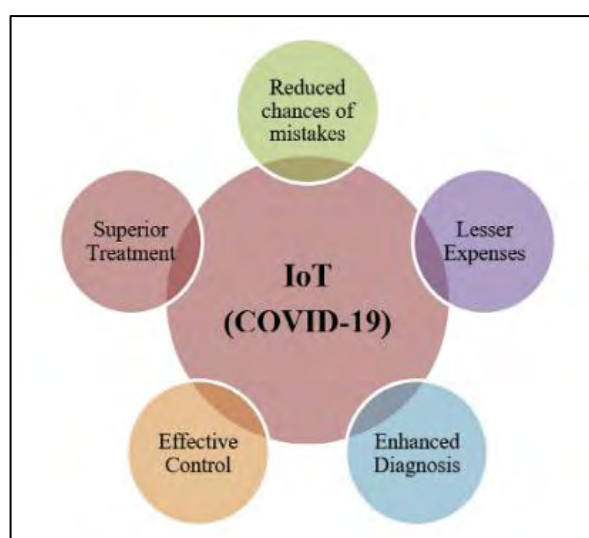 Reduced
chances of
mistakes
Superior
Treatment
Lesser
Expenses
IoT
(COVID-19)
Effective
Control
Enhanced
Diagnosis